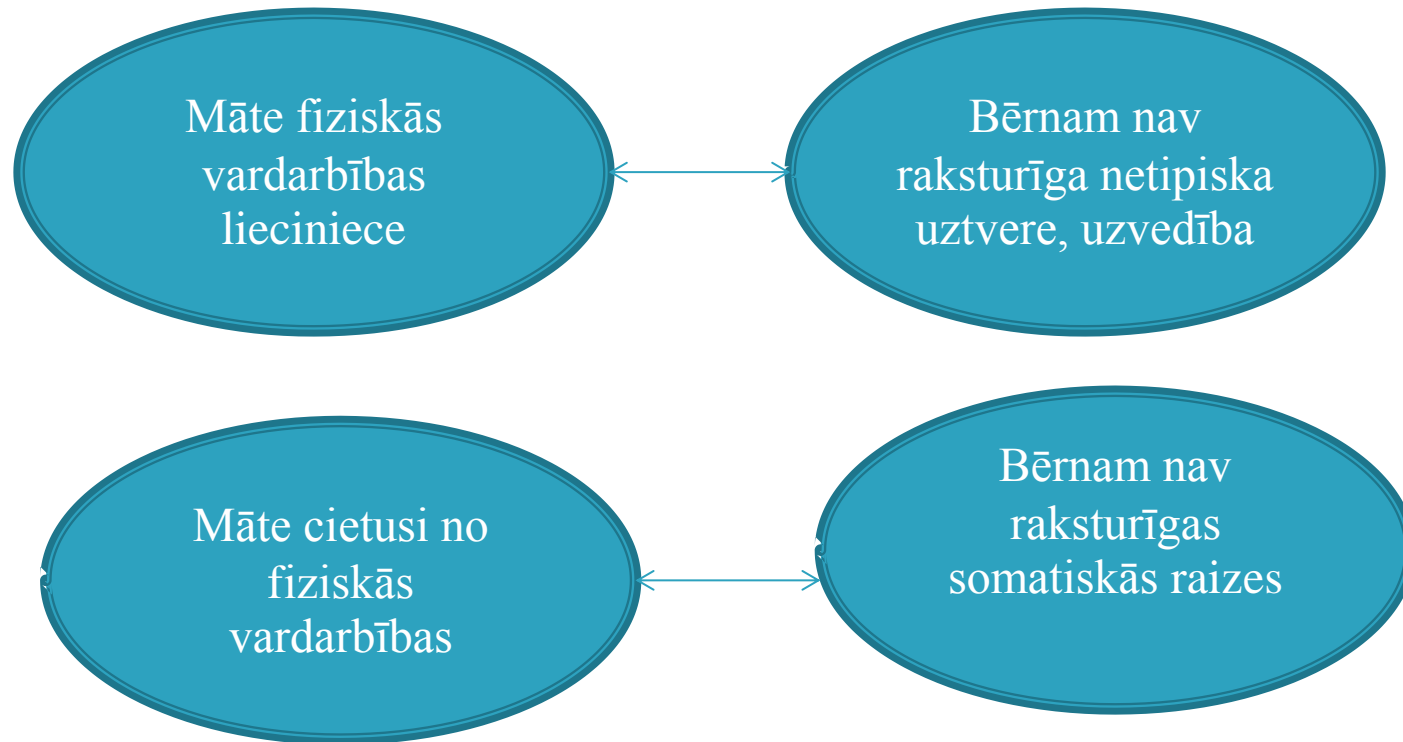 Māte fiziskās
vardarbības
lieciniece
Bērnam nav
raksturīga netipiska
uztvere, uzvedība
Māte cietusi no
fiziskās
vardarbības
Bērnam nav
raksturīgas
somatiskās raizes